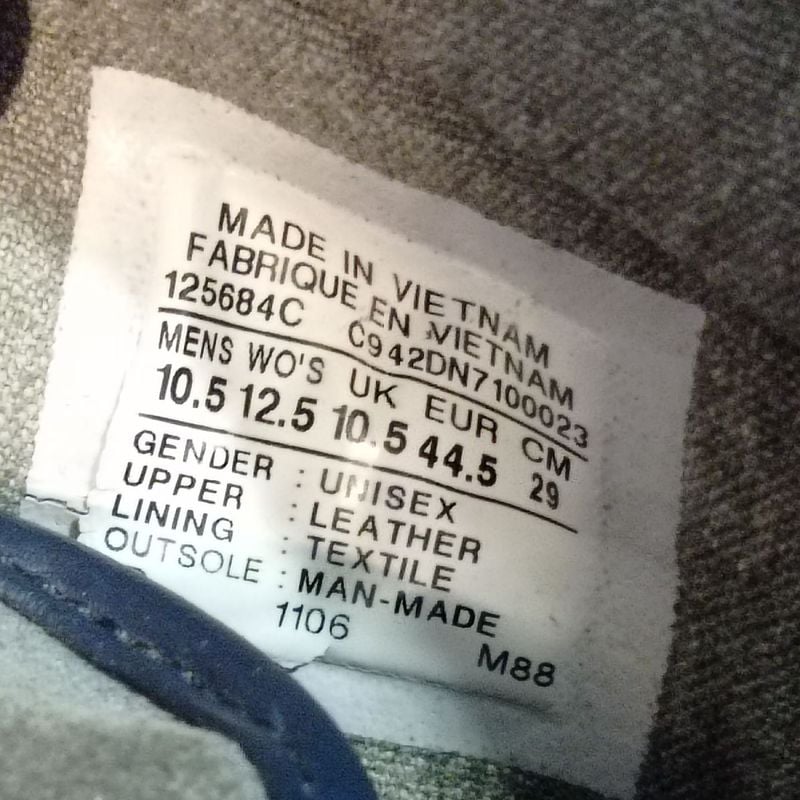 MADE IN VIETNAM
FABRIQUE EN VIETNAM
125684C C942DN7100023
MENS WO'S UK EUR CM
10.5 12.5 10.5 44.5 29
GENDER : UNISEX
UPPER : LEATHER
LINING : TEXTILE
OUTSOLE : MAN-MADE
1106 M88